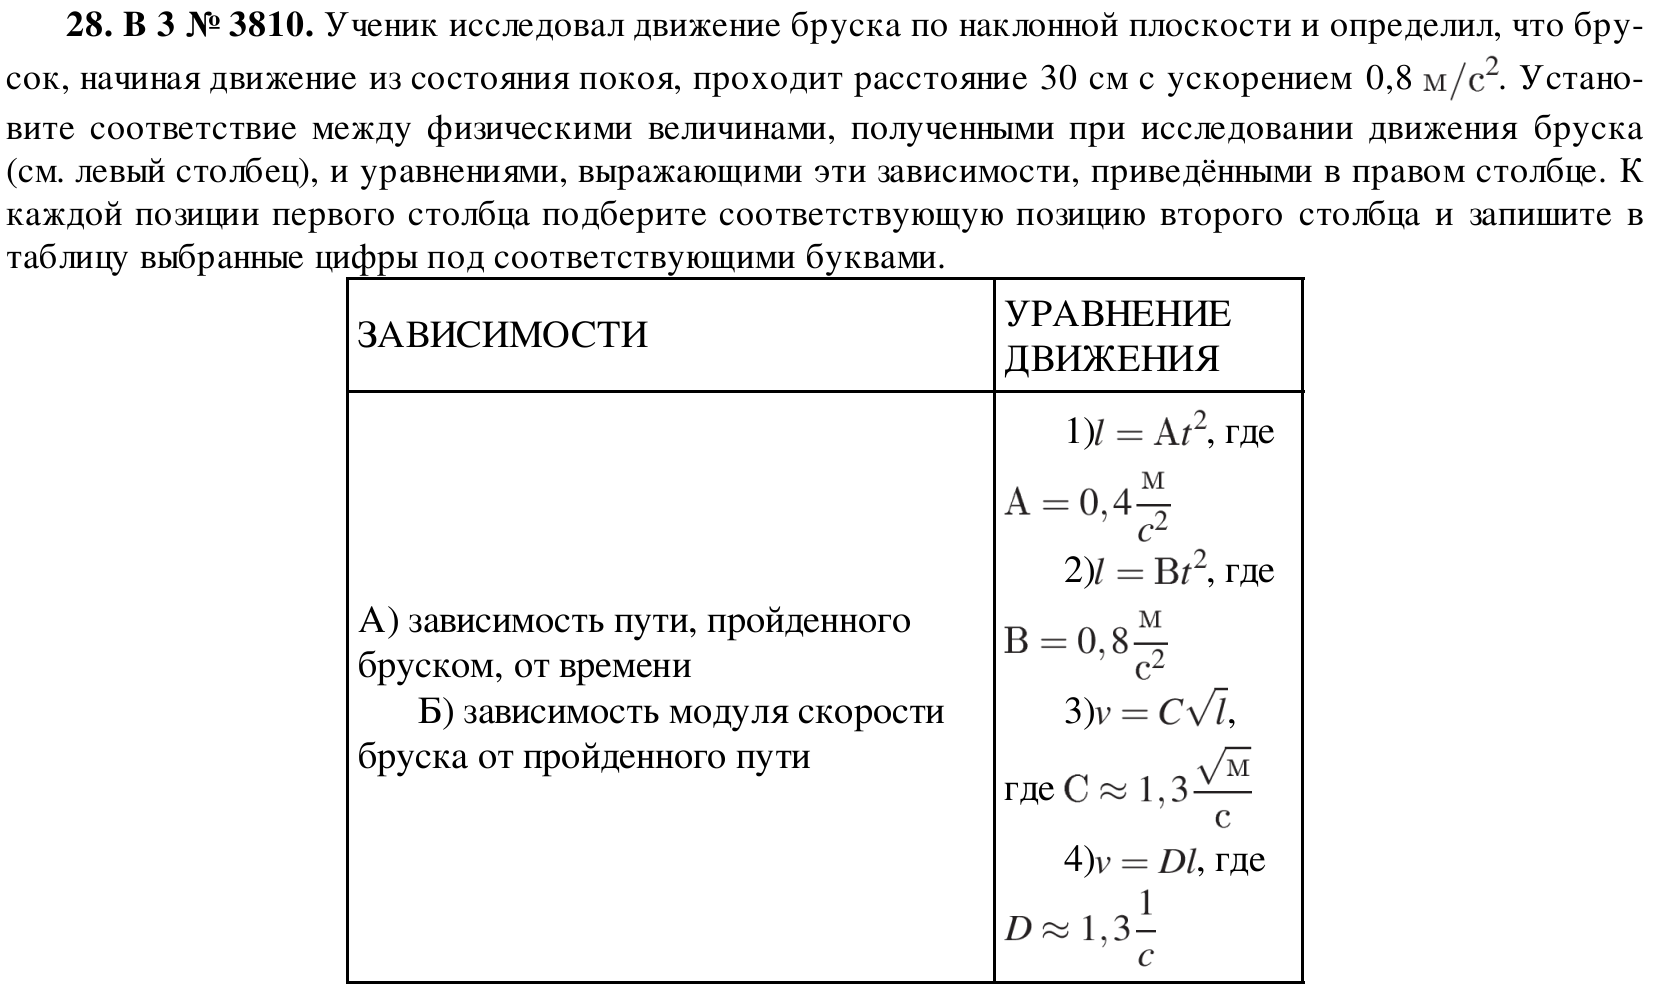 28. В 3 № 3810. Ученик исследовал движение бруска по наклонной плоскости и определил, что бру-
сок, начиная движение из состояния покоя, проходит расстояние 30 см с ускорением 0,8 м/с². Устано-
вите соответствие между физическими величинами, полученными при исследовании движения бруска
(см. левый столбец), и уравнениями, выражающими эти зависимости, приведёнными в правом столбце. К
каждой позиции первого столбца подберите соответствующую позицию второго столбца и запишите в
таблицу выбранные цифры под соответствующими буквами.
ЗАВИСИМОСТИ
УРАВНЕНИЕ
ДВИЖЕНИЯ
А) зависимость пути, пройденного
бруском, от времени
Б) зависимость модуля скорости
бруска от пройденного пути
1)l = Аt², где
А = 0,4 м/с²
2)l = Вt², где
В = 0,8 м/с²
3)v = C√l,
где С ≈ 1,3 √м/с
4)v = Dl, где
D ≈ 1,3 1/с